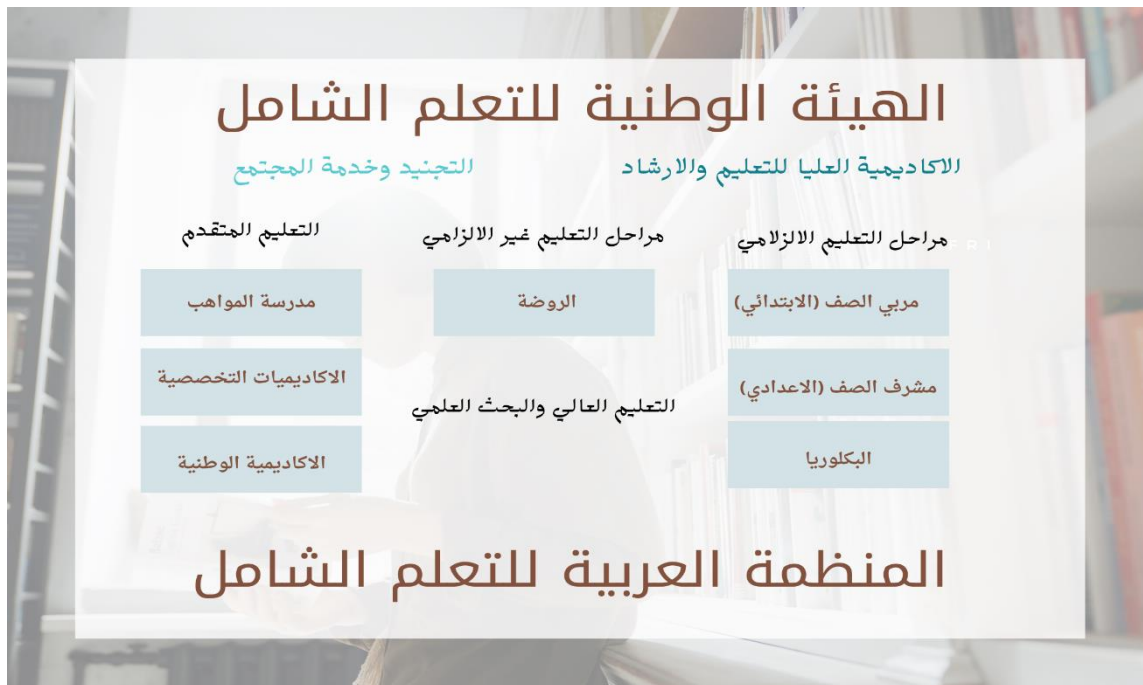 الهيئة الوطنية للتعلم الشامل
الاكاديمية العليا للتعليم والارشاد
التجنيد وخدمة المجتمع
مراحل التعليم الالزلامي
مربي الصف (الابتدائي)
مشرف الصف (الاعدادي)
البكلوريا
مراحل التعليم غير الالزامي
الروضة
التعليم العالي والبحث العلمي
التعليم المتقدم
مدرسة المواهب
الاكاديميات التخصصية
الاكاديمية الوطنية
المنظمة العربية للتعلم الشامل